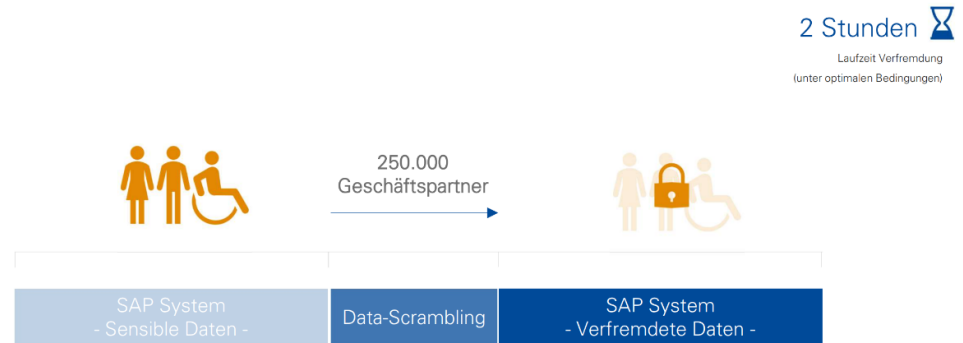 2 Stunden
Laufzeit Verfremdung
(unter optimalen Bedingungen)
250.000
Geschäftspartner
SAP System
- Sensible Daten -
Data-Scrambling
SAP System
- Verfremdete Daten -